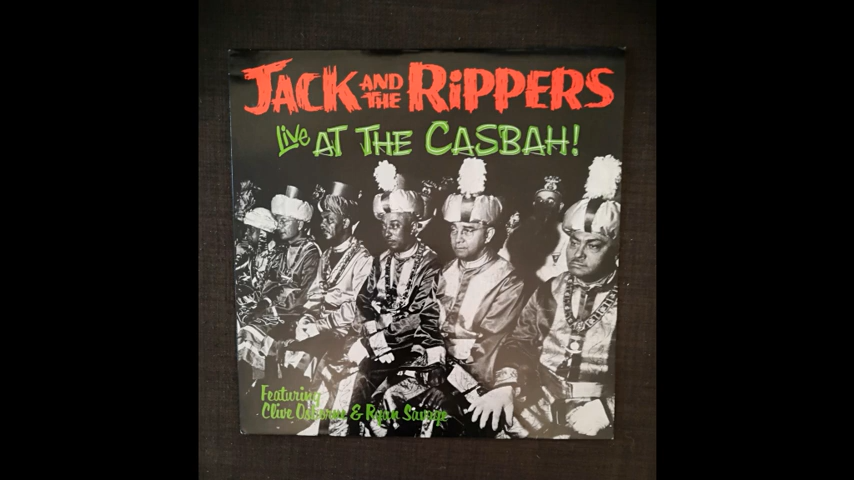 JACK AND THE RiPPERS
Live AT THE CASBAH!
Featuring
Clive Osborne & Ryan Savage